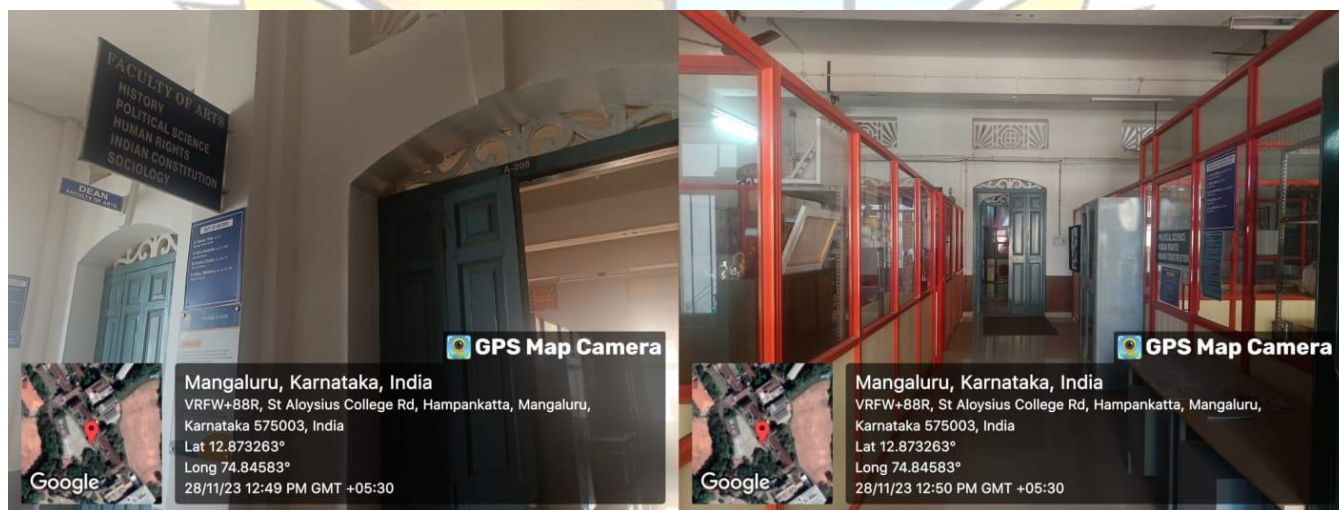 FACULTY OF ARTS
HISTORY
POLITICAL SCIENCE
HUMAN RIGHTS
INDIAN CONSTITUTION
SOCIOLOGY
DEAN
FACULTY OF ARTS
A-208
GPS Map Camera
Mangaluru, Karnataka, India
VRFW+88R, St Aloysius College Rd, Hampankatta, Mangaluru,
Karnataka 575003, India
Lat 12.873263°
Long 74.84583°
28/11/23 12:49 PM GMT +05:30
Google
POLITICAL SCIENCE
HUMAN RIGHTS
INDIAN CONSTITUTION
GPS Map Camera
Mangaluru, Karnataka, India
VRFW+88R, St Aloysius College Rd, Hampankatta, Mangaluru,
Karnataka 575003, India
Lat 12.873263°
Long 74.84583°
28/11/23 12:50 PM GMT +05:30
Google